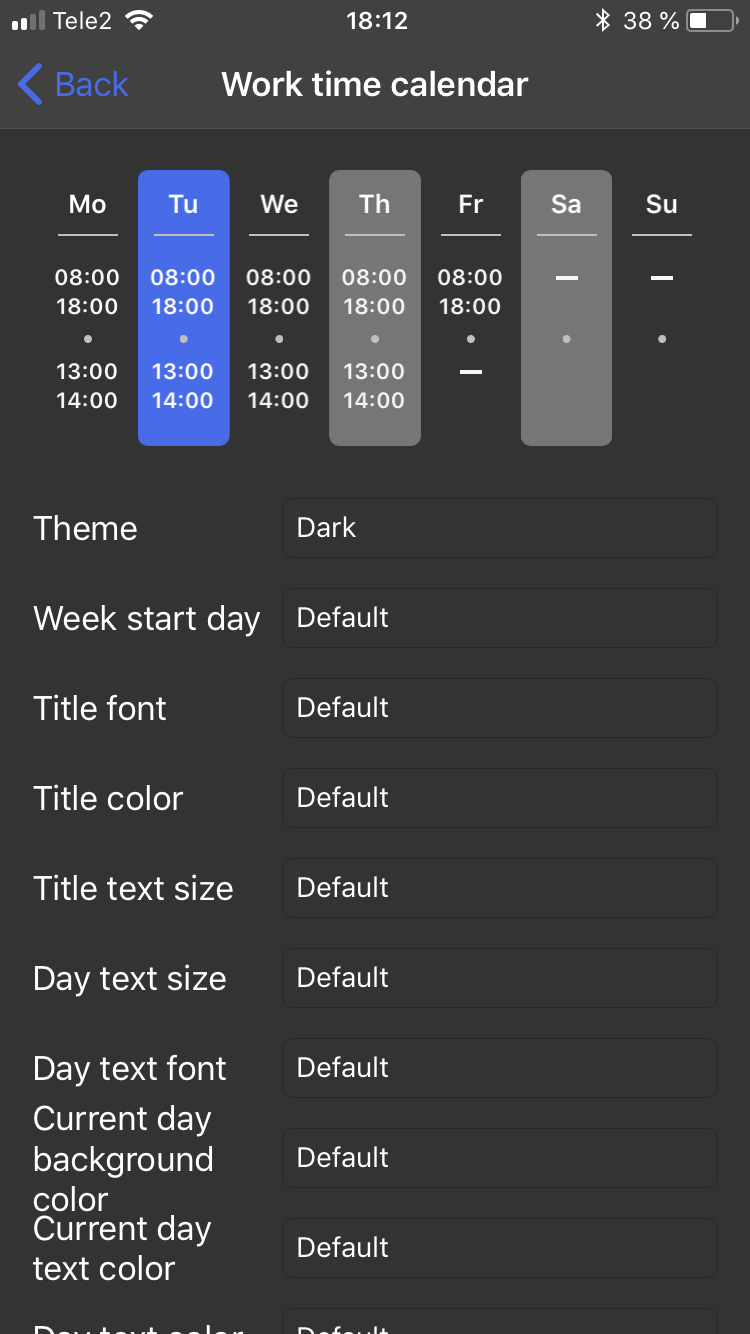 Tele2 18:12 38 %
Back Work time calendar
Mo Tu We Th Fr Sa Su
08:00 08:00 08:00 08:00 08:00 — —
18:00 18:00 18:00 18:00 18:00
13:00 13:00 13:00 13:00 —
14:00 14:00 14:00 14:00
Theme Dark
Week start day Default
Title font Default
Title color Default
Title text size Default
Day text size Default
Day text font Default
Current day
background Default
color
Current day
text color Default
Day text color Default